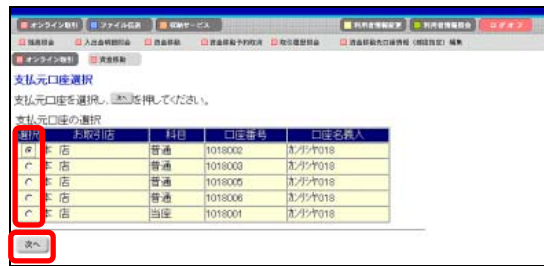 オンライン取引 ファイル伝送 収納サービス 利用者情報変更 利用者情報照会 ログオフ
残高照会 入出金明細照会 資金移動 資金移動予約取消 取引履歴照会 資金移動先口座情報（相談指定）編集
オンライン取引 資金移動
支払元口座選択
支払元口座を選択し、次へを押してください。
支払元口座の選択
選択 お取引店 科目 口座番号 口座名義人
本 店 普通 1018002 カンリシヤ018
本 店 普通 1018003 カンリシヤ018
本 店 普通 1018005 カンリシヤ018
本 店 普通 1018006 カンリシヤ018
本 店 当座 1018001 カンリシヤ018
次へ